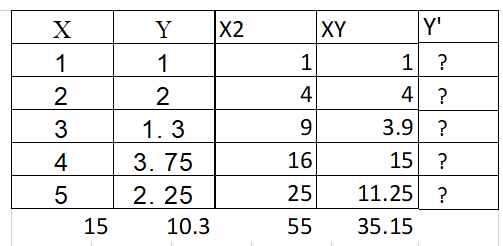 X Y X2 XY Y'
1 1 1 1 ?
2 2 4 4 ?
3 1.3 9 3.9 ?
4 3.75 16 15 ?
5 2.25 25 11.25 ?
15 10.3 55 35.15